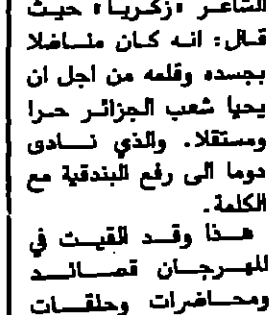 الشاعر «زكريا» حيث
قال: انه كان مناضلا
بجسده وقلمه من اجل ان
يحيا شعب الجزائر حرا
ومستقلا. والذي نادى
دوما الى رفع البندقية مع
الكلمة.
هذا وقد القيت في
المهرجان قصائد
ومحاضرات وحلقات